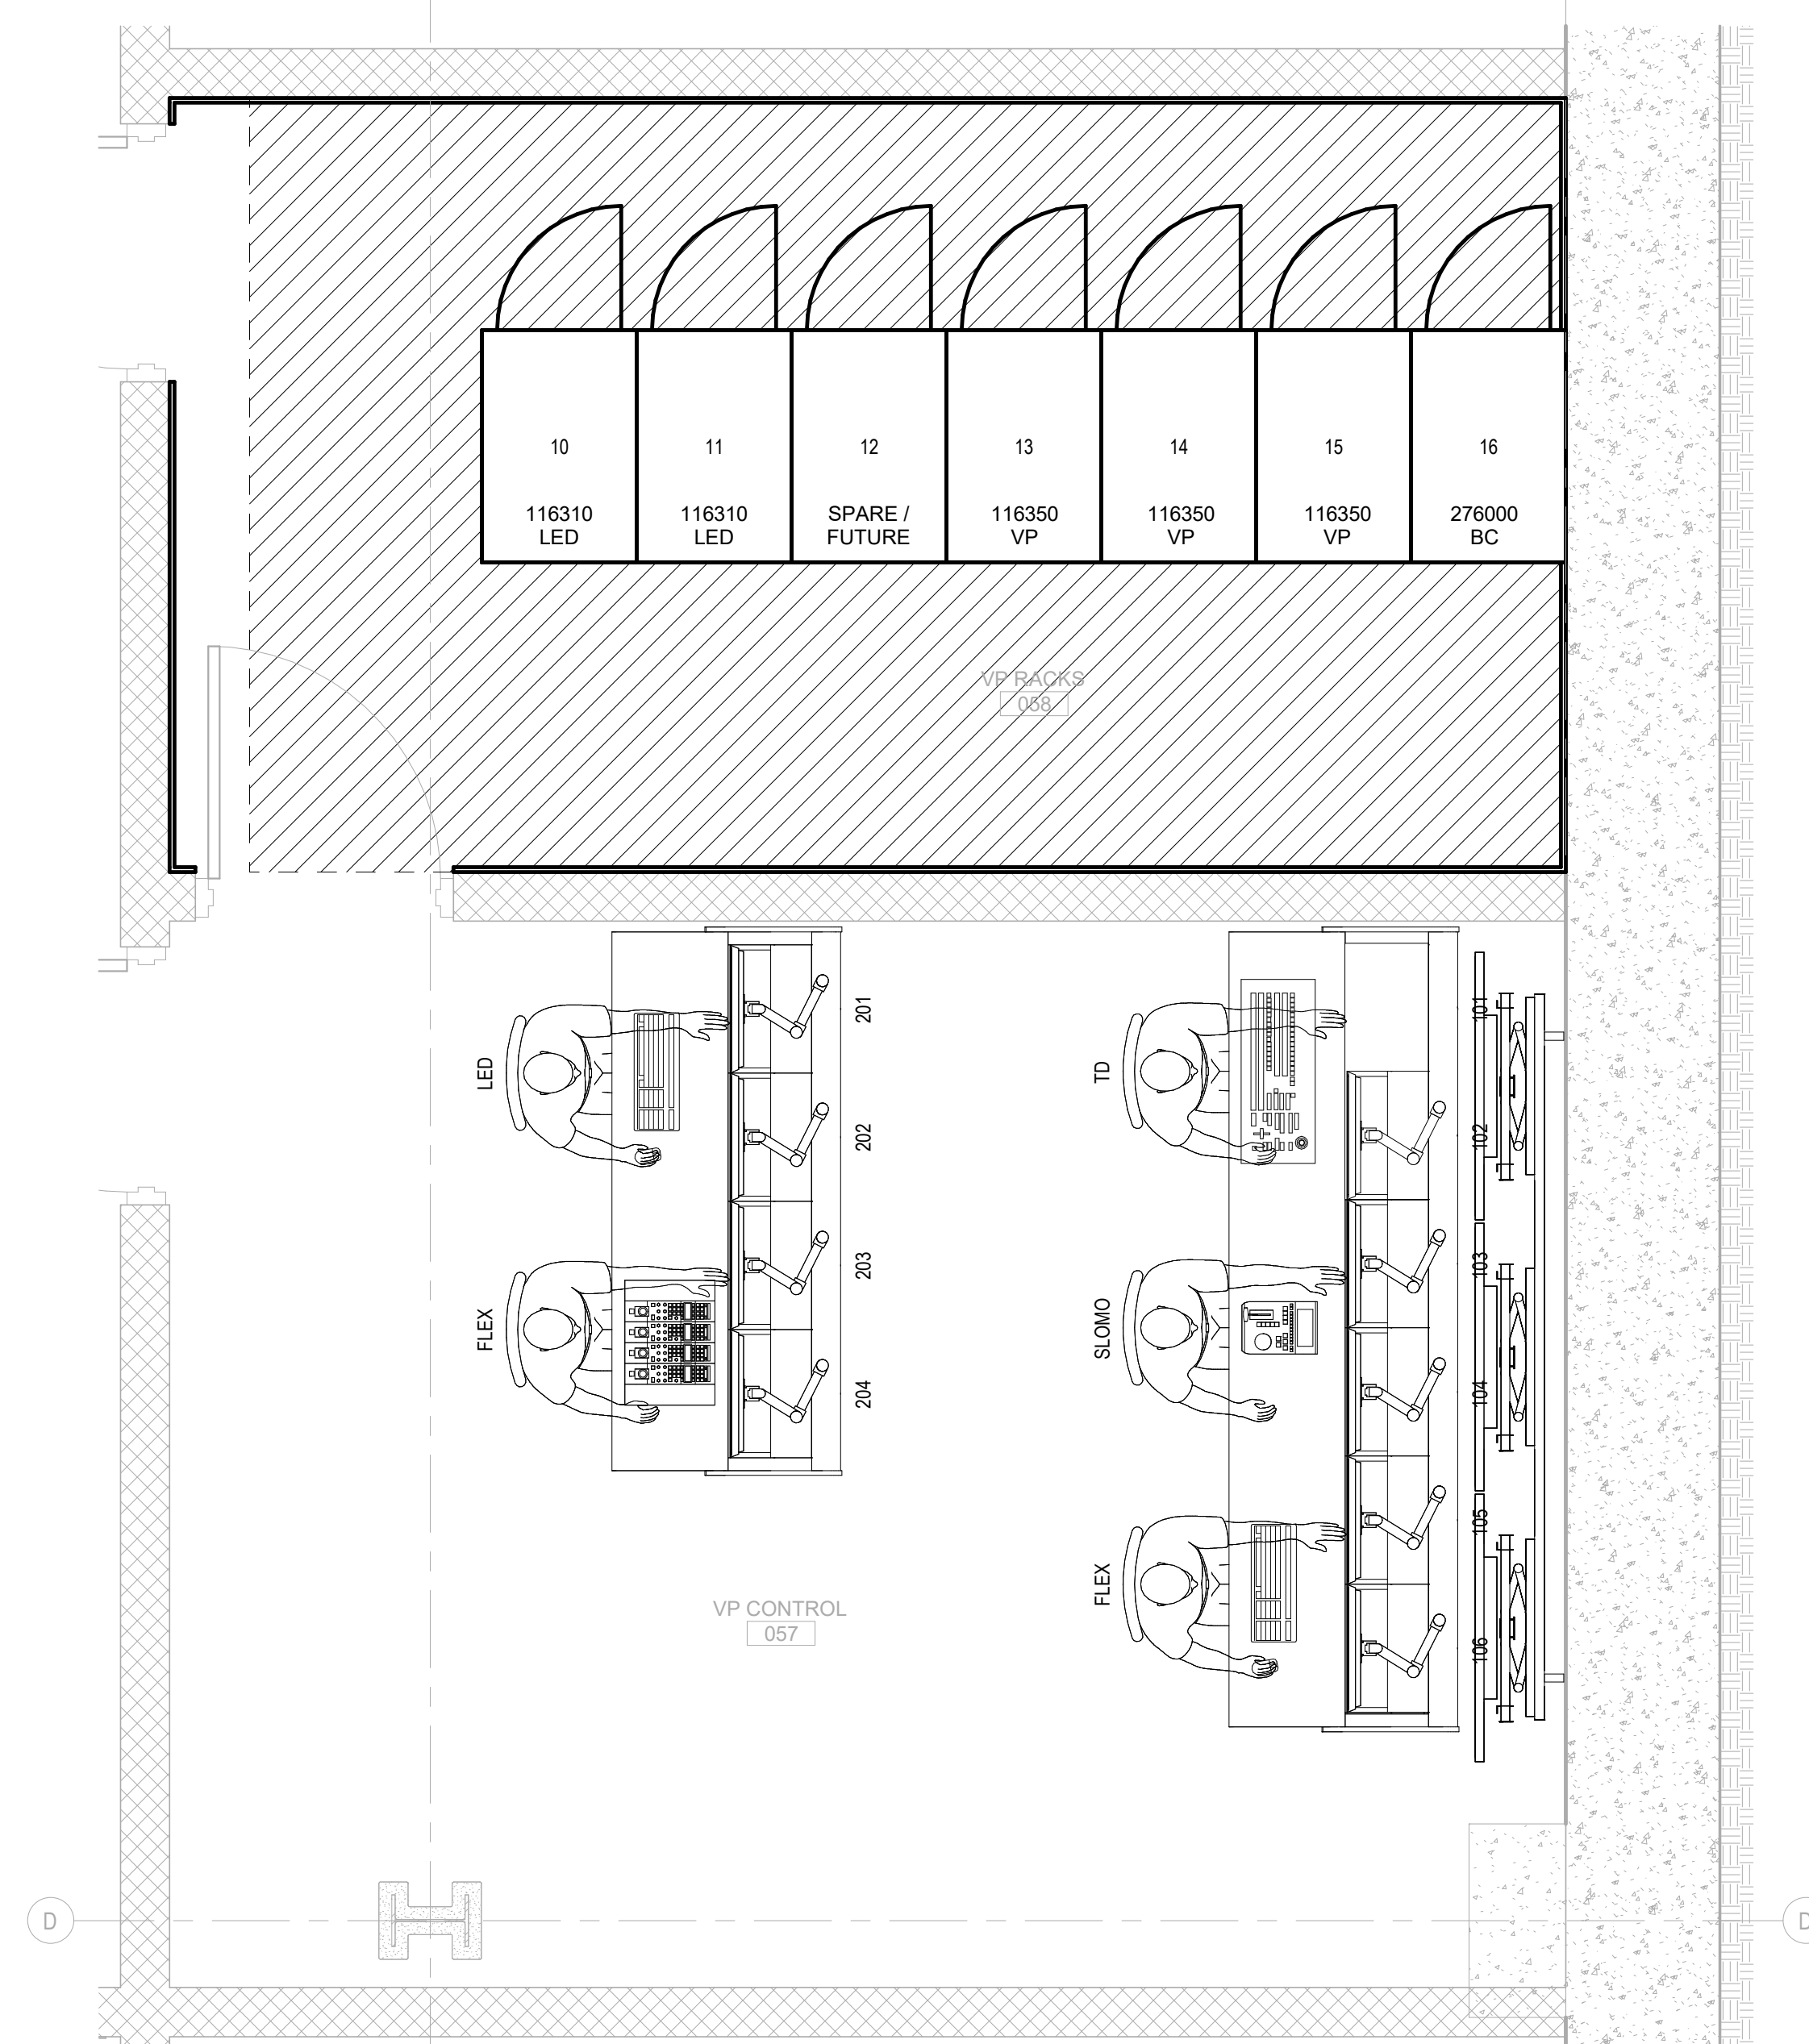 10
11
12
13
14
15
16
116310
LED
116310
LED
SPARE /
FUTURE
116350
VP
116350
VP
116350
VP
276000
BC
VP RACKS
058
LED
FLEX
201
202
203
204
TD
SLOMO
FLEX
101
102
103
104
105
106
VP CONTROL
057
D
D